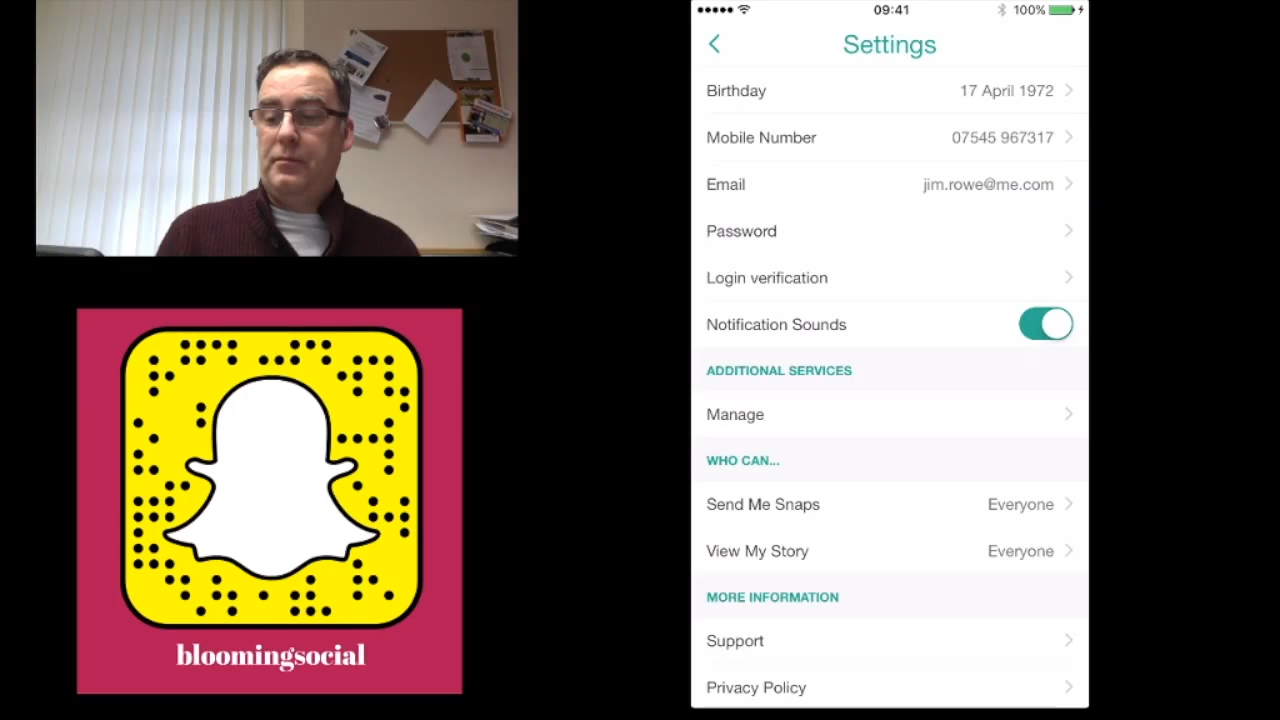 09:41 100%
Settings
Birthday 17 April 1972
Mobile Number 07545 967317
Email jim.rowe@me.com
Password
Login verification
Notification Sounds
ADDITIONAL SERVICES
Manage
WHO CAN...
Send Me Snaps Everyone
View My Story Everyone
MORE INFORMATION
Support
Privacy Policy
bloomingsocial